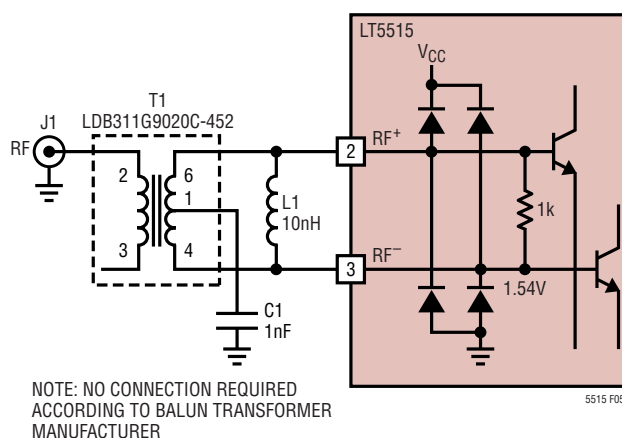 LT5515
VCC
T1
LDB311G9020C-452
J1
RF
2
6
1
3
4
L1
10nH
C1
1nF
2
RF+
3
RF−
1k
1.54V
NOTE: NO CONNECTION REQUIRED
ACCORDING TO BALUN TRANSFORMER
MANUFACTURER
5515 F05